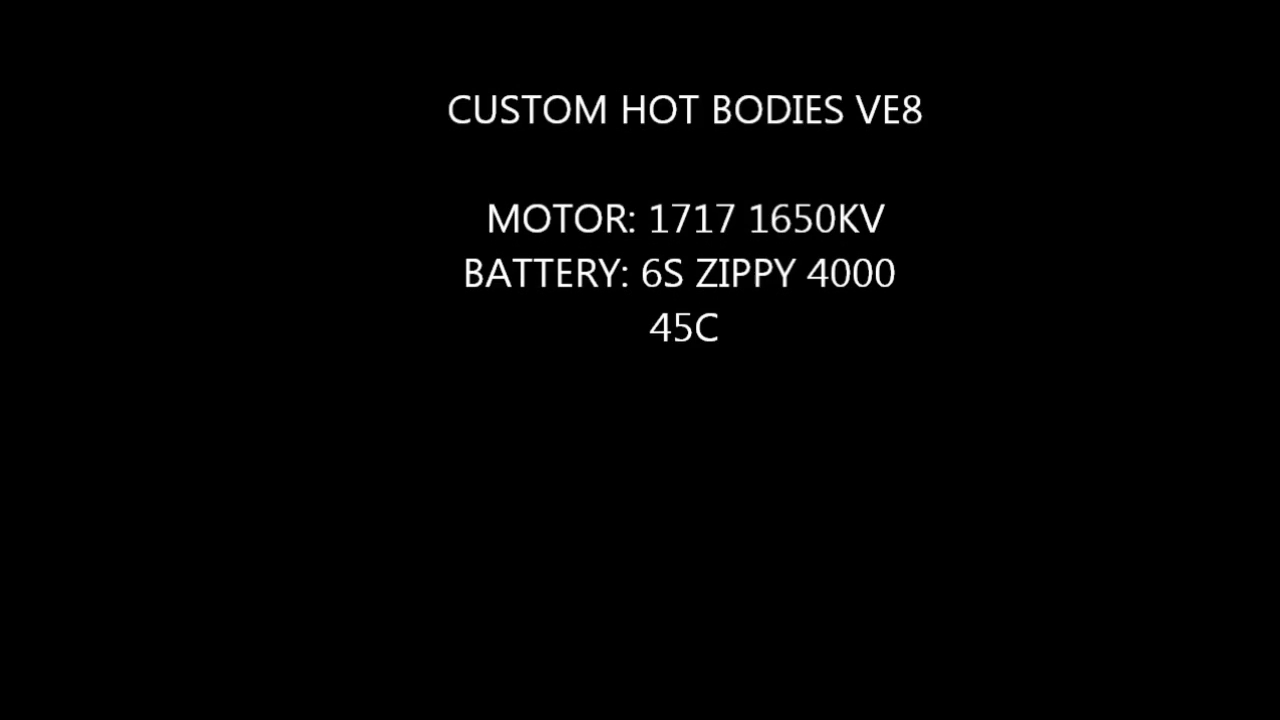 CUSTOM HOT BODIES VE8
MOTOR: 1717 1650KV
BATTERY: 6S ZIPPY 4000
45C